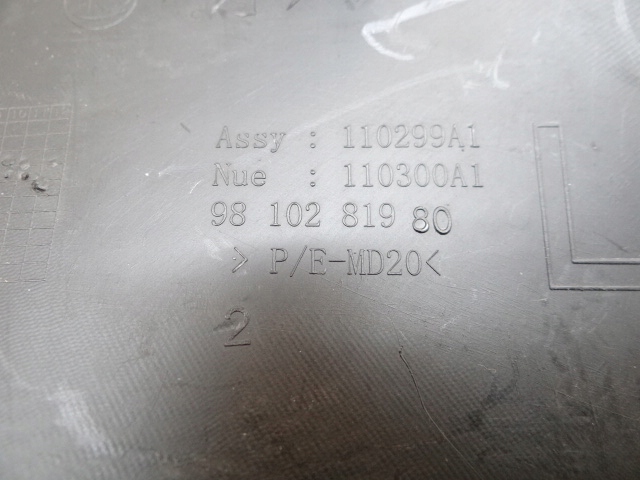 Assy : 110299A1
Nue : 110300A1
98 102 819 80
> P/E-MD20<
2